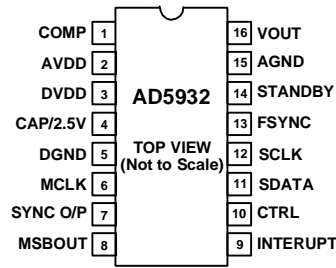 COMP 1 16 VOUT
AVDD 2 15 AGND
DVDD 3 AD5932 14 STANDBY
CAP/2.5V 4 13 FSYNC
DGND 5 TOP VIEW 12 SCLK
(Not to Scale)
MCLK 6 11 SDATA
SYNC O/P 7 10 CTRL
MSBOUT 8 9 INTERUPT